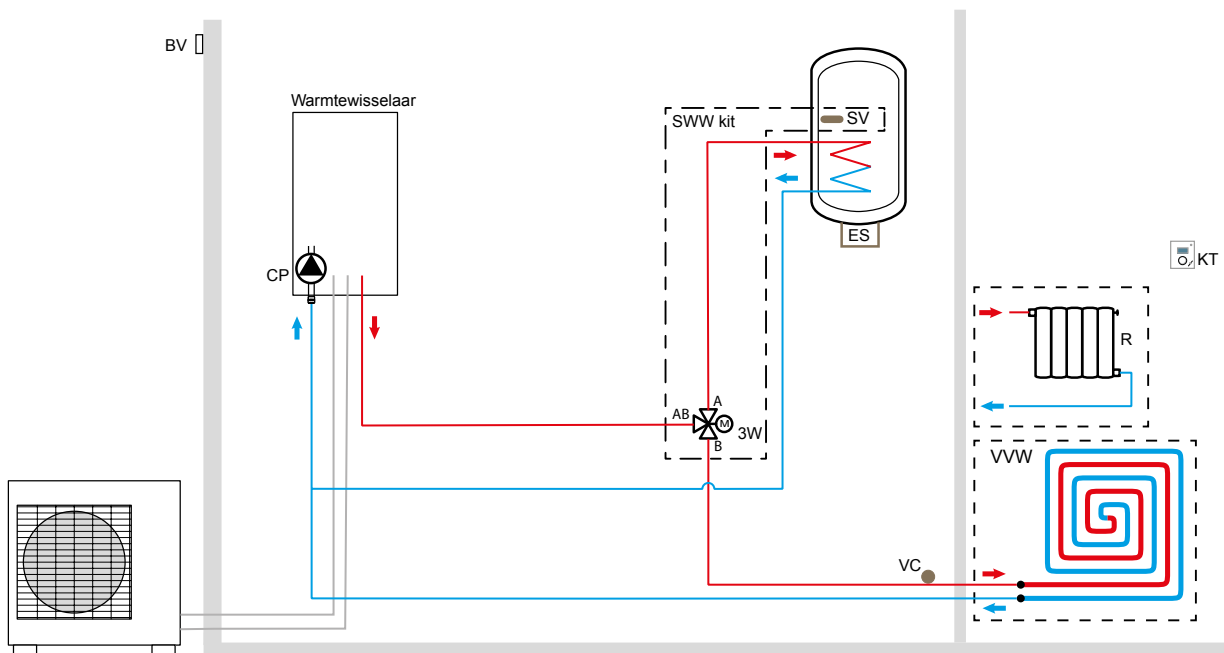 BV
Warmtewisselaar
SWW kit
SV
ES
CP
KT
R
A
AB
M
3W
B
VVW
VC